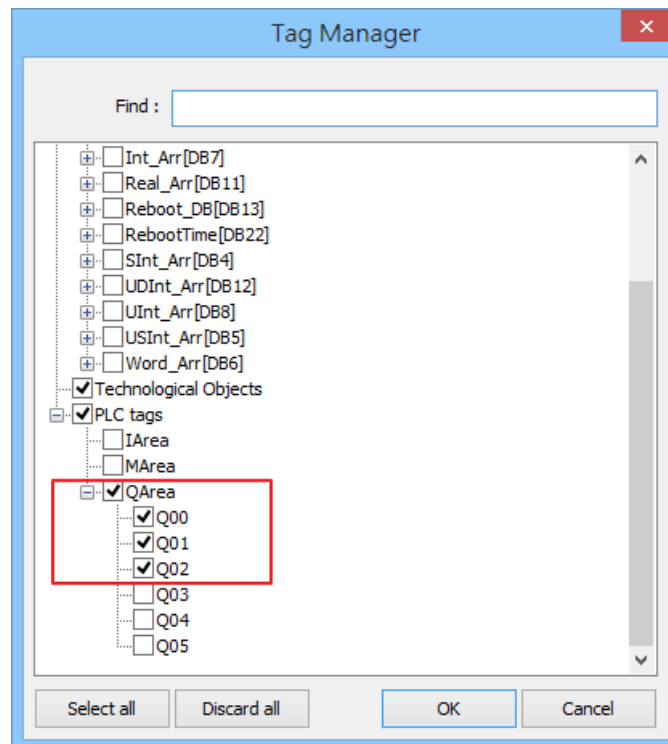 Tag Manager
Find :
Int_Arr[DB7]
Real_Arr[DB11]
Reboot_DB[DB13]
RebootTime[DB22]
SInt_Arr[DB4]
UDInt_Arr[DB12]
UInt_Arr[DB8]
USInt_Arr[DB5]
Word_Arr[DB6]
Technological Objects
PLC tags
IArea
MArea
QArea
Q00
Q01
Q02
Q03
Q04
Q05
Select all Discard all OK Cancel